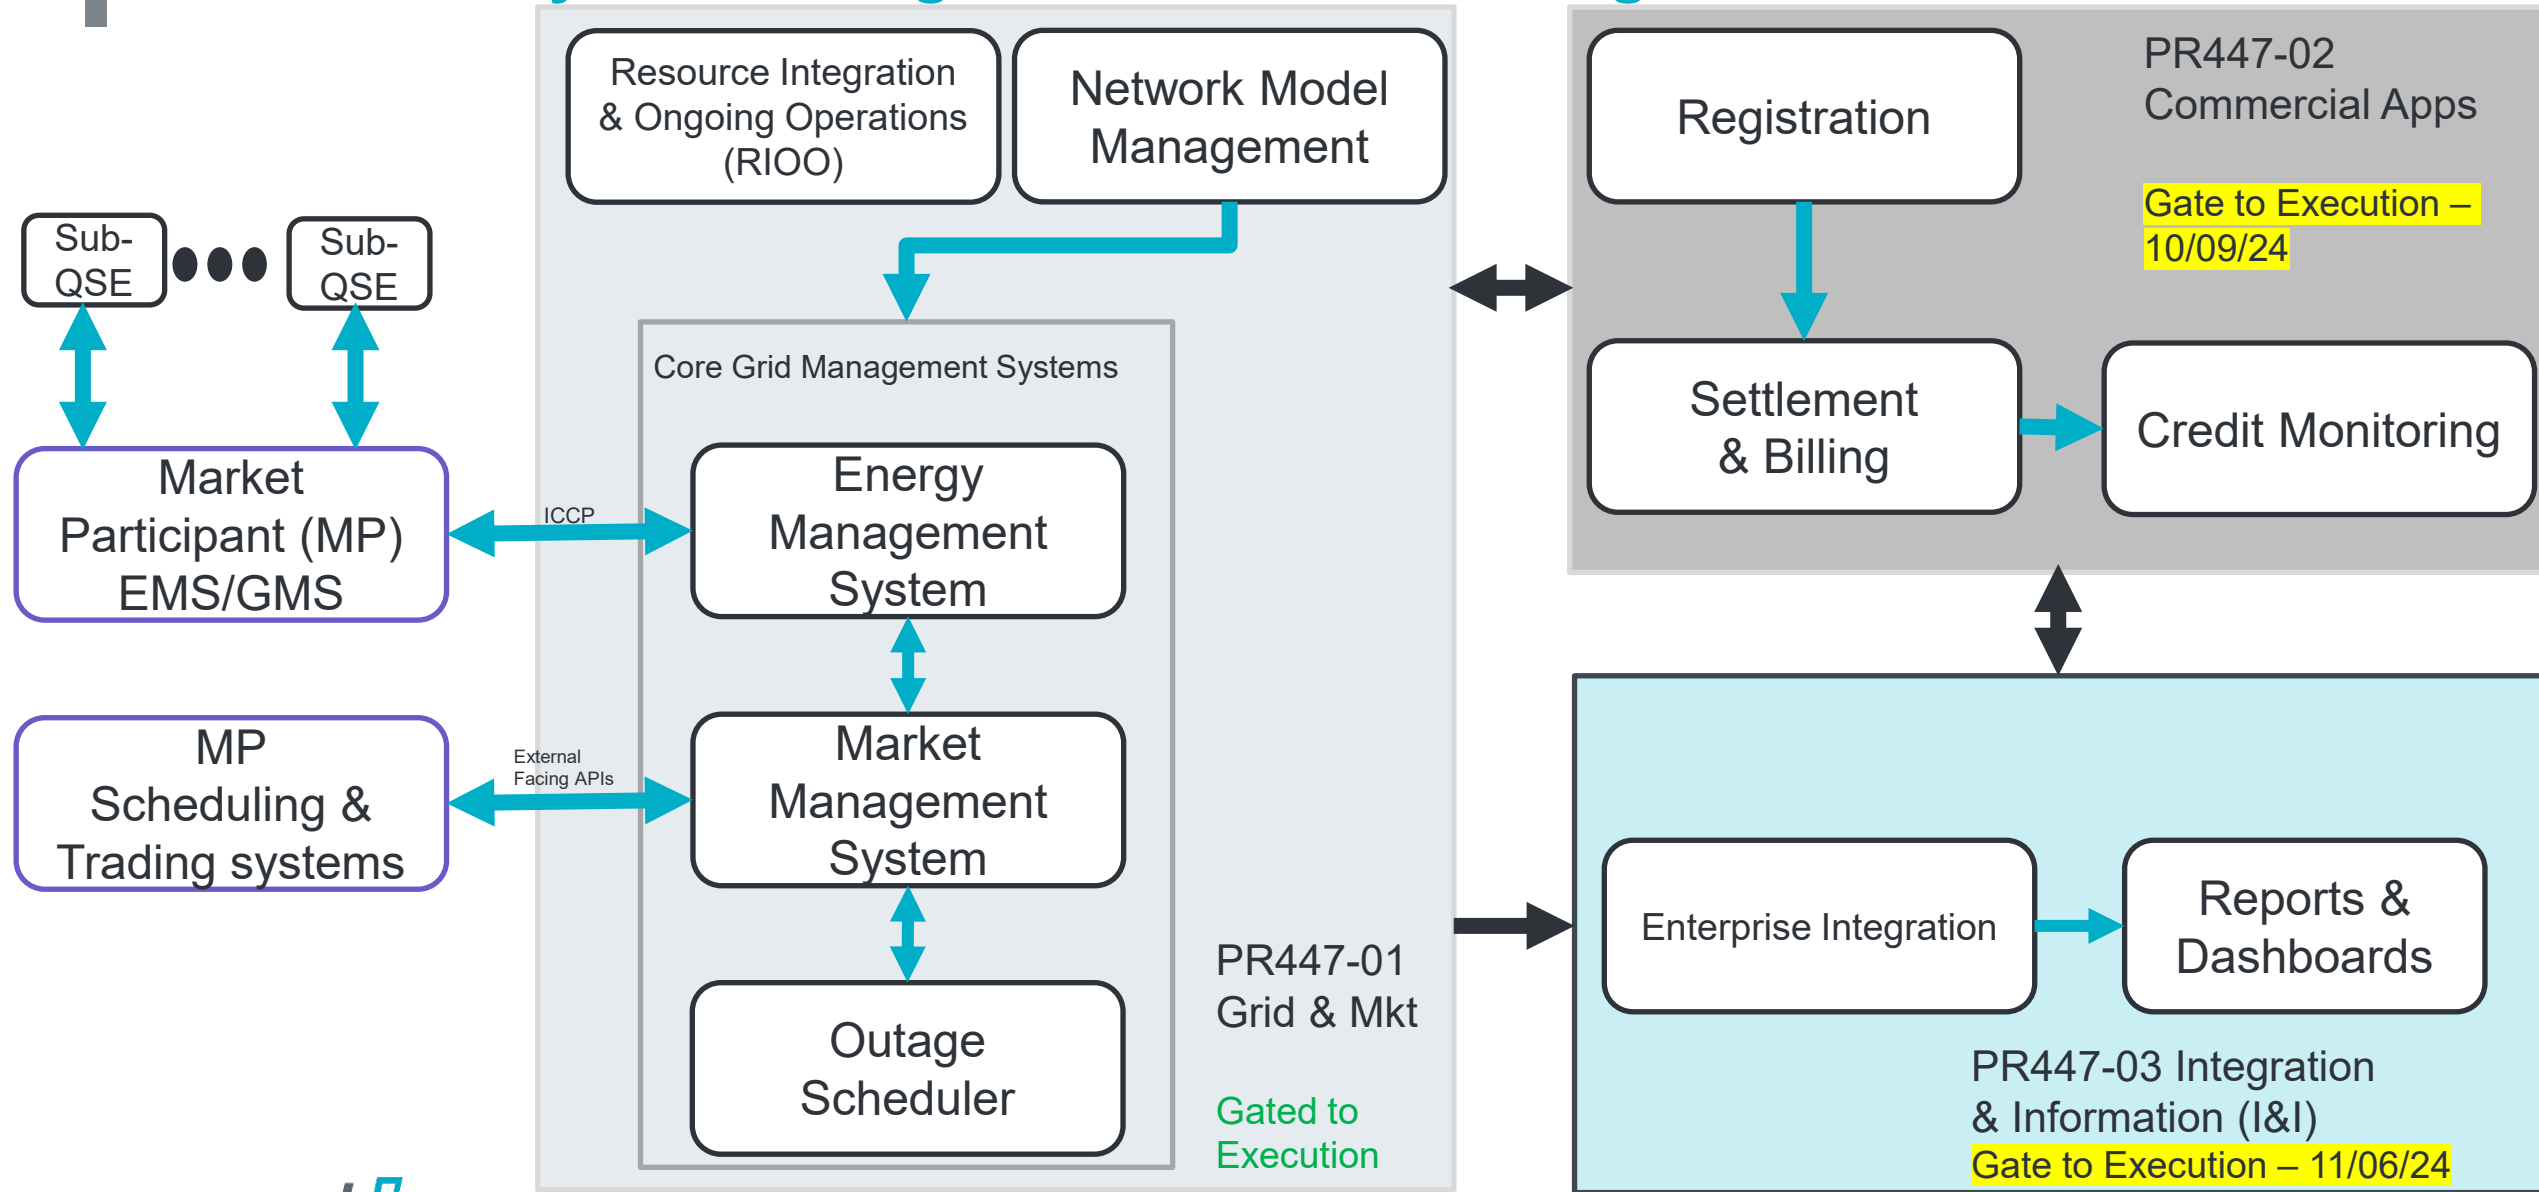 Resource Integration
& Ongoing Operations
(RIOO)
Network Model
Management
Registration
PR447-02
Commercial Apps
Gate to Execution –
10/09/24
Sub-
QSE
Sub-
QSE
Core Grid Management Systems
Settlement
& Billing
Credit Monitoring
Market
Participant (MP)
EMS/GMS
ICCP
Energy
Management
System
MP
Scheduling &
Trading systems
External
Facing APIs
Market
Management
System
Outage
Scheduler
PR447-01
Grid & Mkt
Gated to
Execution
Enterprise Integration
Reports &
Dashboards
PR447-03 Integration
& Information (I&I)
Gate to Execution – 11/06/24